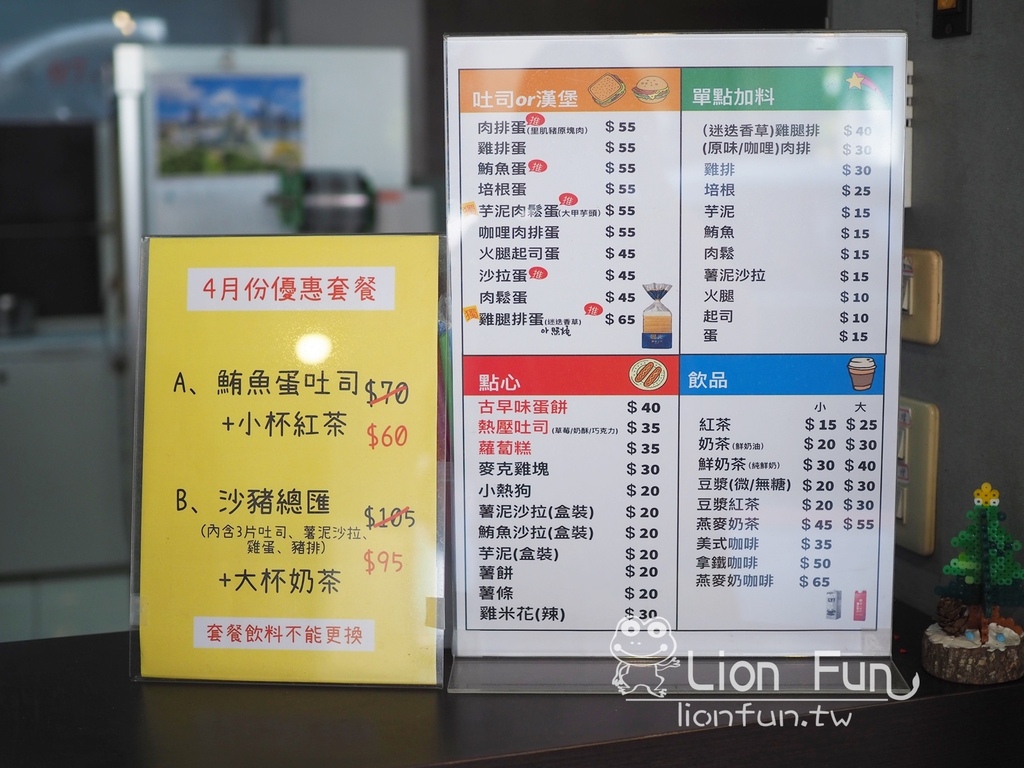 4月份優惠套餐
A、鮪魚蛋吐司 $70
+小杯紅茶 $60
B、沙豬總匯 $105
(內含3片吐司、薯泥沙拉、
雞蛋、豬排) $95
+大杯奶茶
套餐飲料不能更換
吐司or漢堡
肉排蛋(里肌豬原塊肉) 推 $55
雞排蛋 $55
鮪魚蛋 推 $55
培根蛋 $55
芋泥肉鬆蛋(大甲芋頭) 推 $55
咖哩肉排蛋 $55
火腿起司蛋 $45
沙拉蛋 推 $45
肉鬆蛋 $45
雞腿排蛋(迷迭香草) 推 $65
單點加料
(迷迭香草)雞腿排 $40
(原味/咖哩)肉排 $30
雞排 $30
培根 $25
芋泥 $15
鮪魚 $15
肉鬆 $15
薯泥沙拉 $15
火腿 $10
起司 $10
蛋 $15
點心
古早味蛋餅 $40
熱壓吐司(草莓/奶酥/巧克力) $35
蘿蔔糕 $35
麥克雞塊 $30
小熱狗 $20
薯泥沙拉(盒裝) $20
鮪魚沙拉(盒裝) $20
芋泥(盒裝) $20
薯餅 $20
薯條 $20
雞米花(辣) $30
飲品
小 大
紅茶 $15 $25
奶茶(鮮奶油) $20 $30
鮮奶茶(純鮮奶) $30 $40
豆漿(微/無糖) $20 $30
豆漿紅茶 $20 $30
燕麥奶茶 $45 $55
美式咖啡 $35
拿鐵咖啡 $50
燕麥奶咖啡 $65
Lion Fun
lionfun.tw